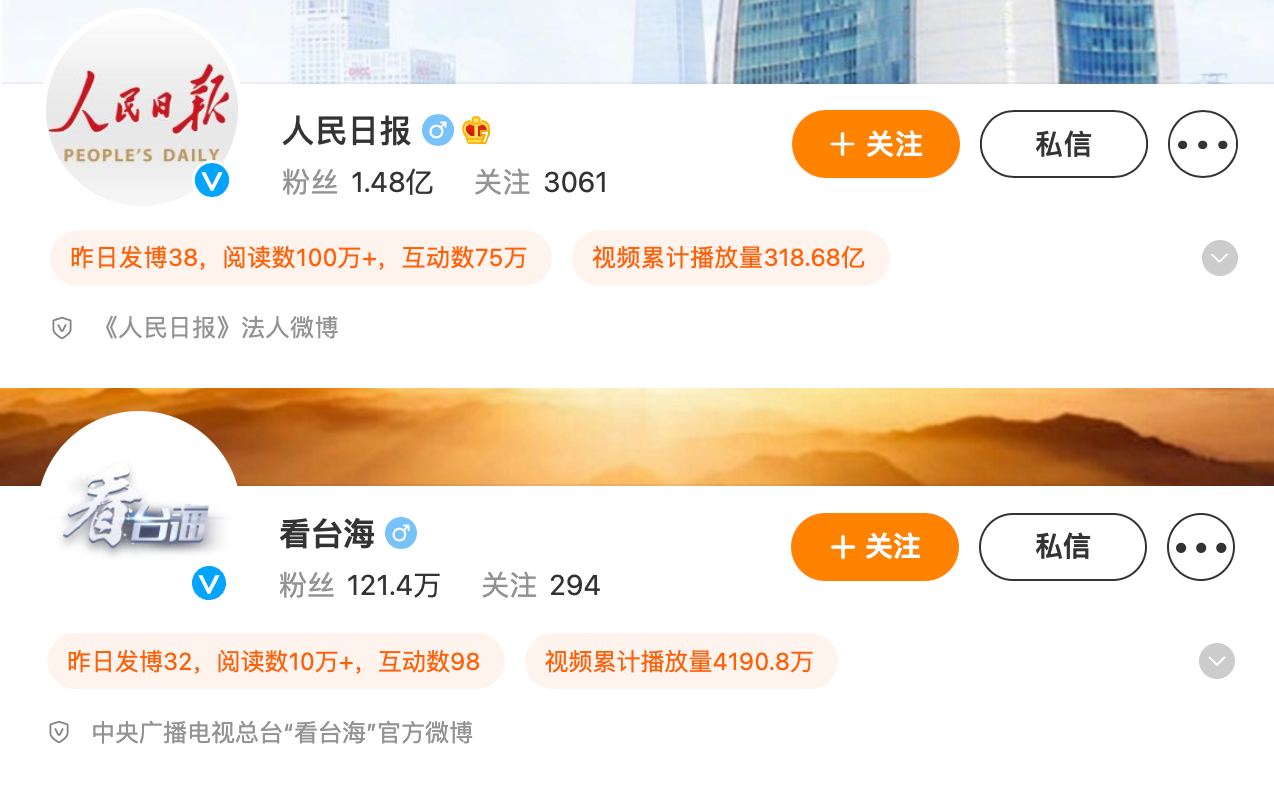 人民日报
PEOPLE'S DAILY
人民日报
粉丝 1.48亿 关注 3061
+ 关注
私信
昨日发博38，阅读数100万+，互动数75万
视频累计播放量318.68亿
《人民日报》法人微博
看台海
看台海
粉丝 121.4万 关注 294
+ 关注
私信
昨日发博32，阅读数10万+，互动数98
视频累计播放量4190.8万
中央广播电视总台“看台海”官方微博